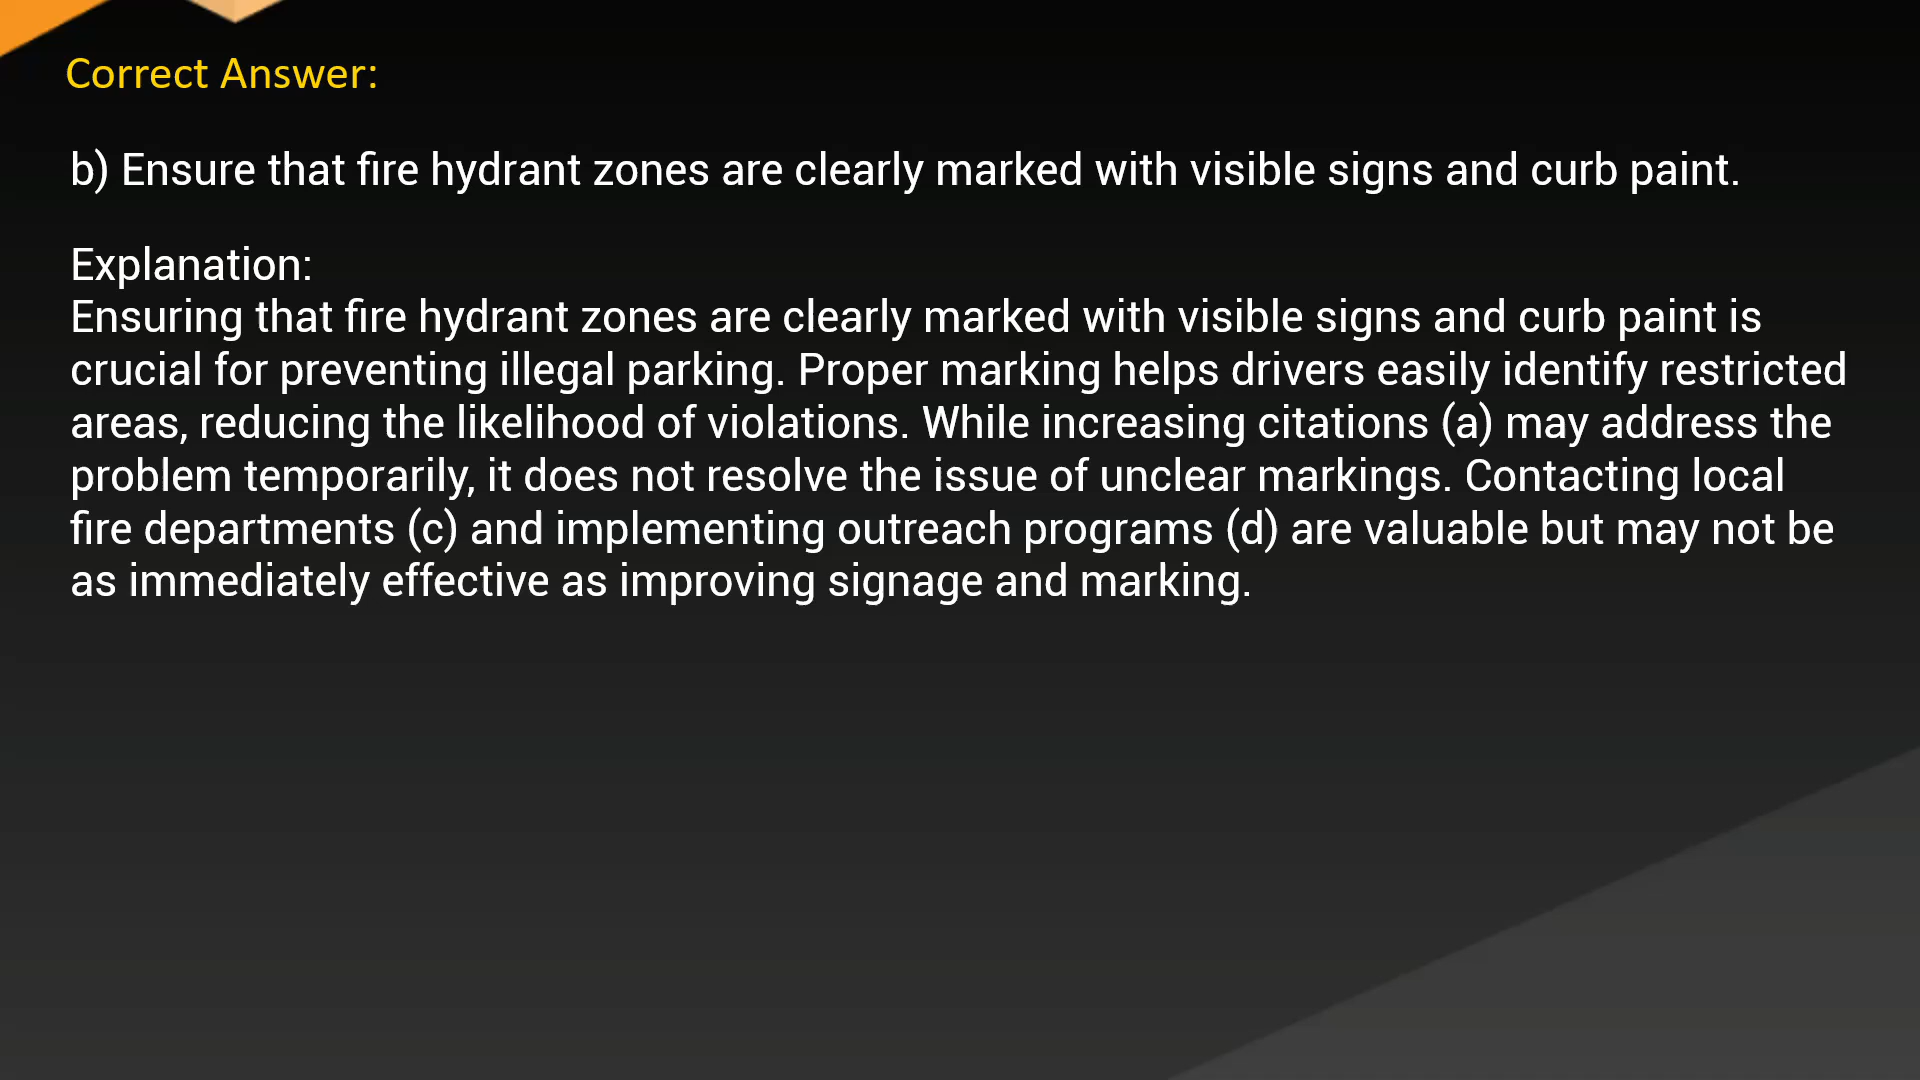 Correct Answer:
b) Ensure that fire hydrant zones are clearly marked with visible signs and curb paint.
Explanation:
Ensuring that fire hydrant zones are clearly marked with visible signs and curb paint is
crucial for preventing illegal parking. Proper marking helps drivers easily identify restricted
areas, reducing the likelihood of violations. While increasing citations (a) may address the
problem temporarily, it does not resolve the issue of unclear markings. Contacting local
fire departments (c) and implementing outreach programs (d) are valuable but may not be
as immediately effective as improving signage and marking.